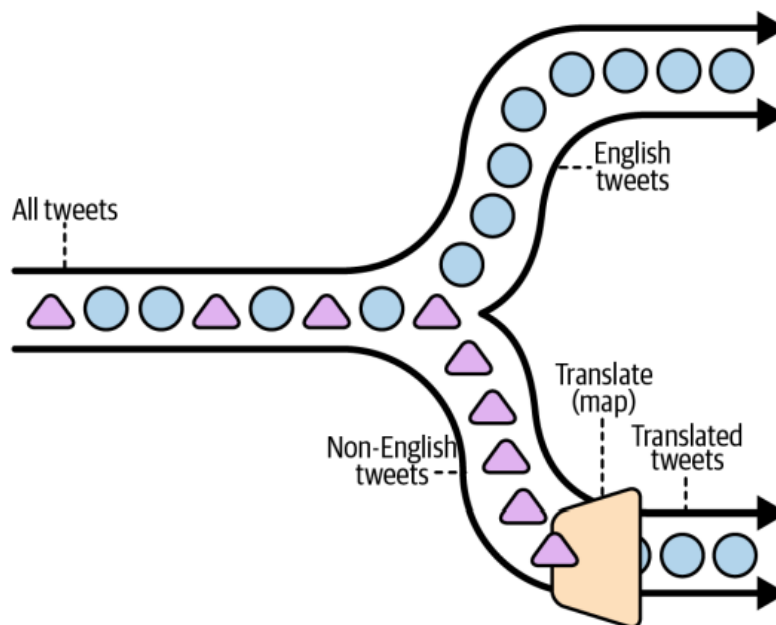 English
tweets
All tweets
Translate
(map)
Translated
tweets
Non-English
tweets